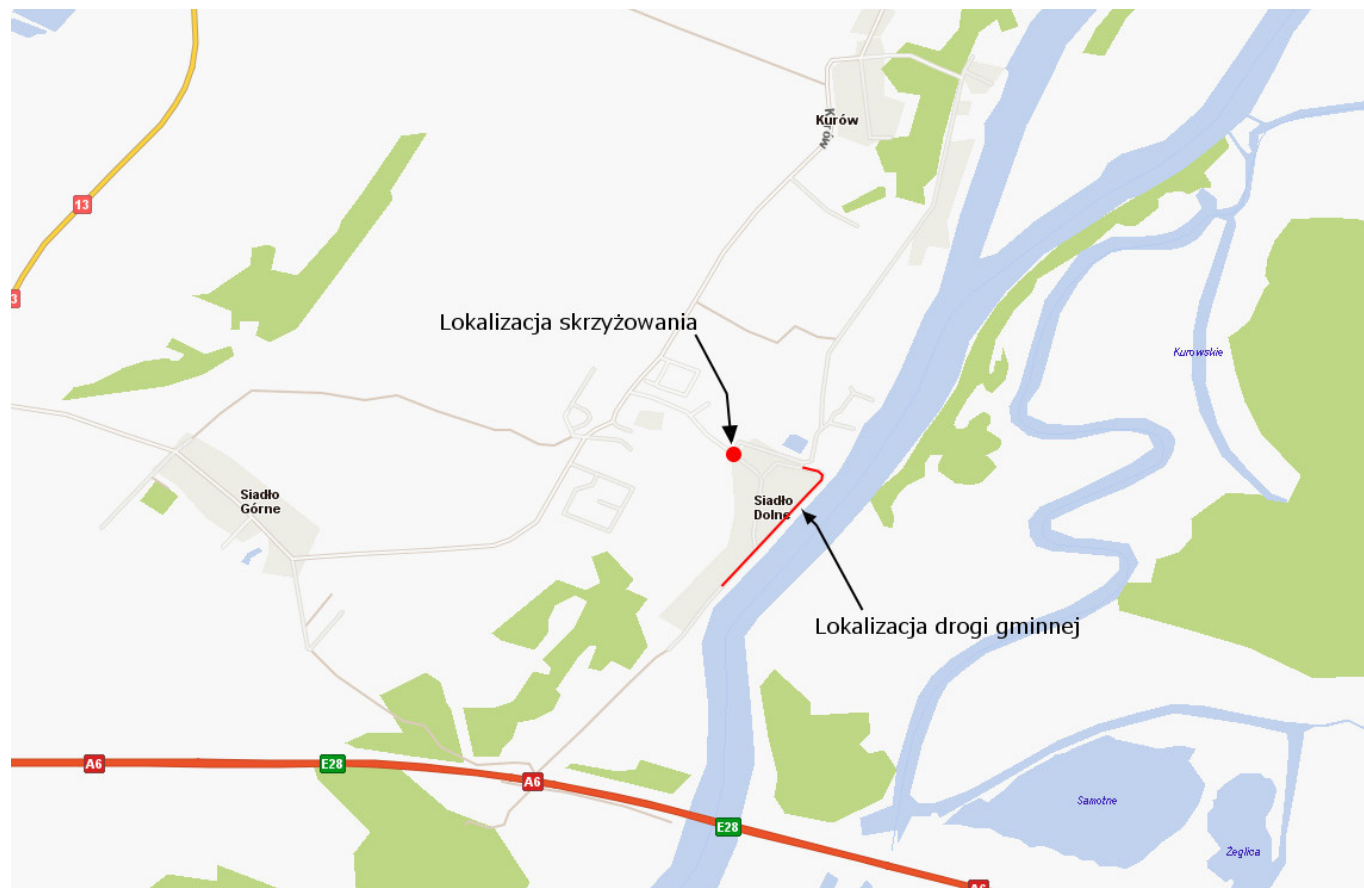 Kurów
Kurów
13
3
Lokalizacja skrzyżowania
Kurowskie
Siadło
Górne
Siadło
Dolne
Lokalizacja drogi gminnej
A6
E28
A6
Samotne
E28
Żeglica
A6